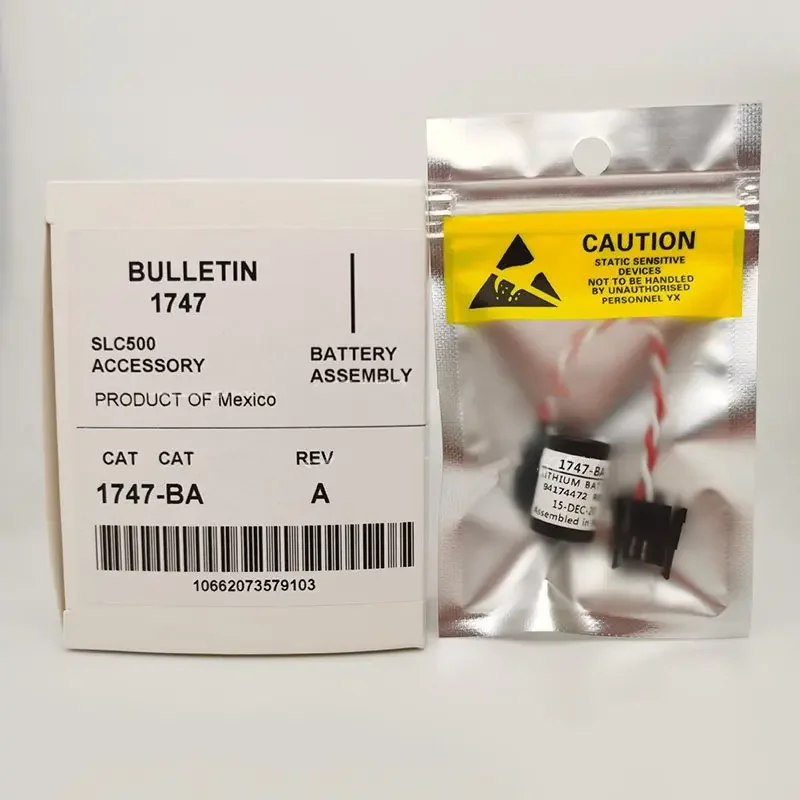 BULLETIN
1747
SLC500
ACCESSORY
BATTERY
ASSEMBLY
PRODUCT OF Mexico
CAT CAT
REV
1747-BA
A
10662073579103
CAUTION
STATIC SENSITIVE
DEVICES
NOT TO BE HANDLED
BY UNAUTHORISED
PERSONNEL YX
1747-BA
94174472
15-DEC-20
Assembled in